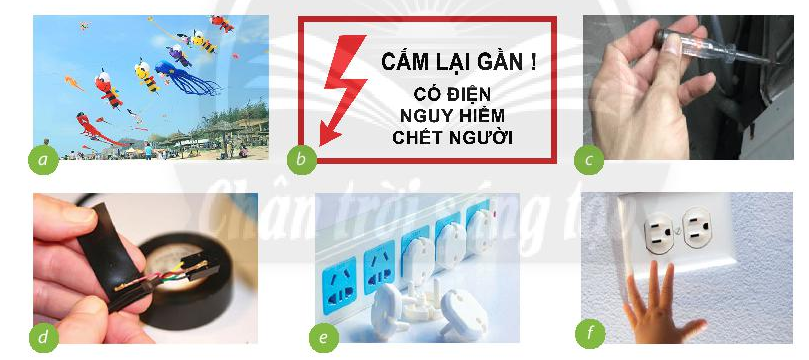 CẤM LẠI GẦN !
CÓ ĐIỆN
NGUY HIỂM
CHẾT NGƯỜI
a
b
c
Chân trời sáng tạo
d
e
f